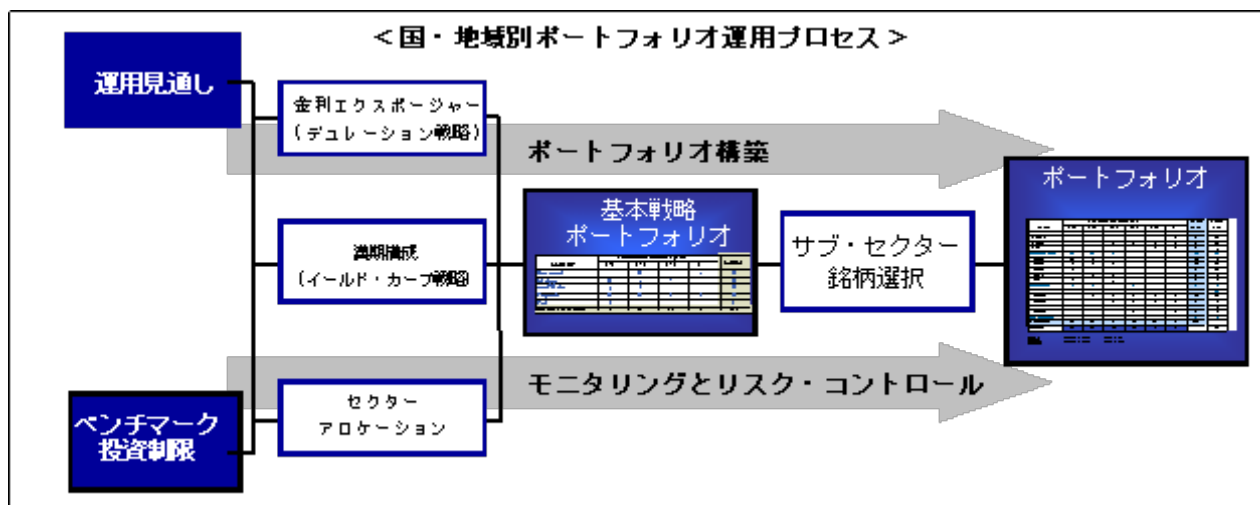 ＜国・地域別ポートフォリオ運用プロセス＞
運用見通し
金利エクスポージャー
(デュレーション戦略)
ポートフォリオ構築
満期構成
(イールド・カーブ戦略)
基本戦略
ポートフォリオ
サブ・セクター
銘柄選択
ポートフォリオ
モニタリングとリスク・コントロール
セクター
アロケーション
ベンチマーク
投資制限